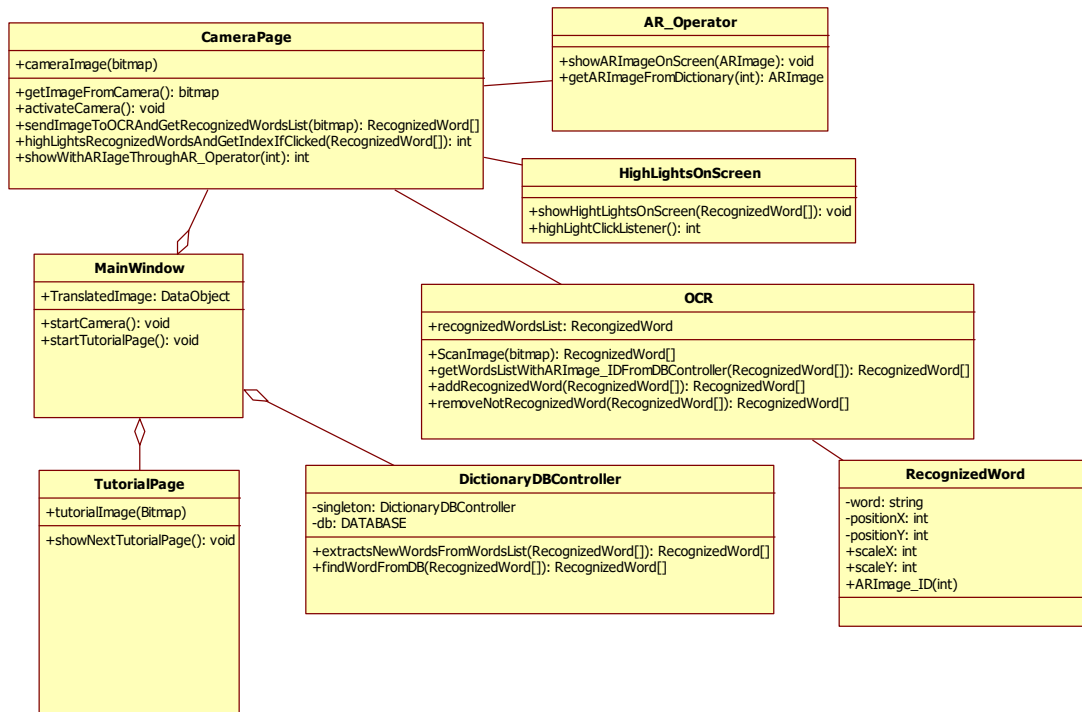 CameraPage
+cameraImage(bitmap)
+getImageFromCamera(): bitmap
+activateCamera(): void
+sendImageToOCRAndGetRecognizedWordsList(bitmap): RecognizedWord[]
+highLightsRecognizedWordsAndGetIndexIfClicked(RecognizedWord[]): int
+showWithARIageThroughAR_Operator(int): int
AR_Operator
+showARImageOnScreen(ARImage): void
+getARImageFromDictionary(int): ARImage
HighLightsOnScreen
+showHightLightsOnScreen(RecognizedWord[]): void
+highLightClickListener(): int
MainWindow
+TranslatedImage: DataObject
+startCamera(): void
+startTutorialPage(): void
OCR
+recognizedWordsList: RecongizedWord
+ScanImage(bitmap): RecognizedWord[]
+getWordsListWithARImage_IDFromDBController(RecognizedWord[]): RecognizedWord[]
+addRecognizedWord(RecognizedWord[]): RecognizedWord[]
+removeNotRecognizedWord(RecognizedWord[]): RecognizedWord[]
TutorialPage
+tutorialImage(Bitmap)
+showNextTutorialPage(): void
DictionaryDBController
-singleton: DictionaryDBController
-db: DATABASE
+extractsNewWordsFromWordsList(RecognizedWord[]): RecognizedWord[]
+findWordFromDB(RecognizedWord[]): RecognizedWord[]
RecognizedWord
-word: string
-positionX: int
-positionY: int
+scaleX: int
+scaleY: int
+ARImage_ID(int)